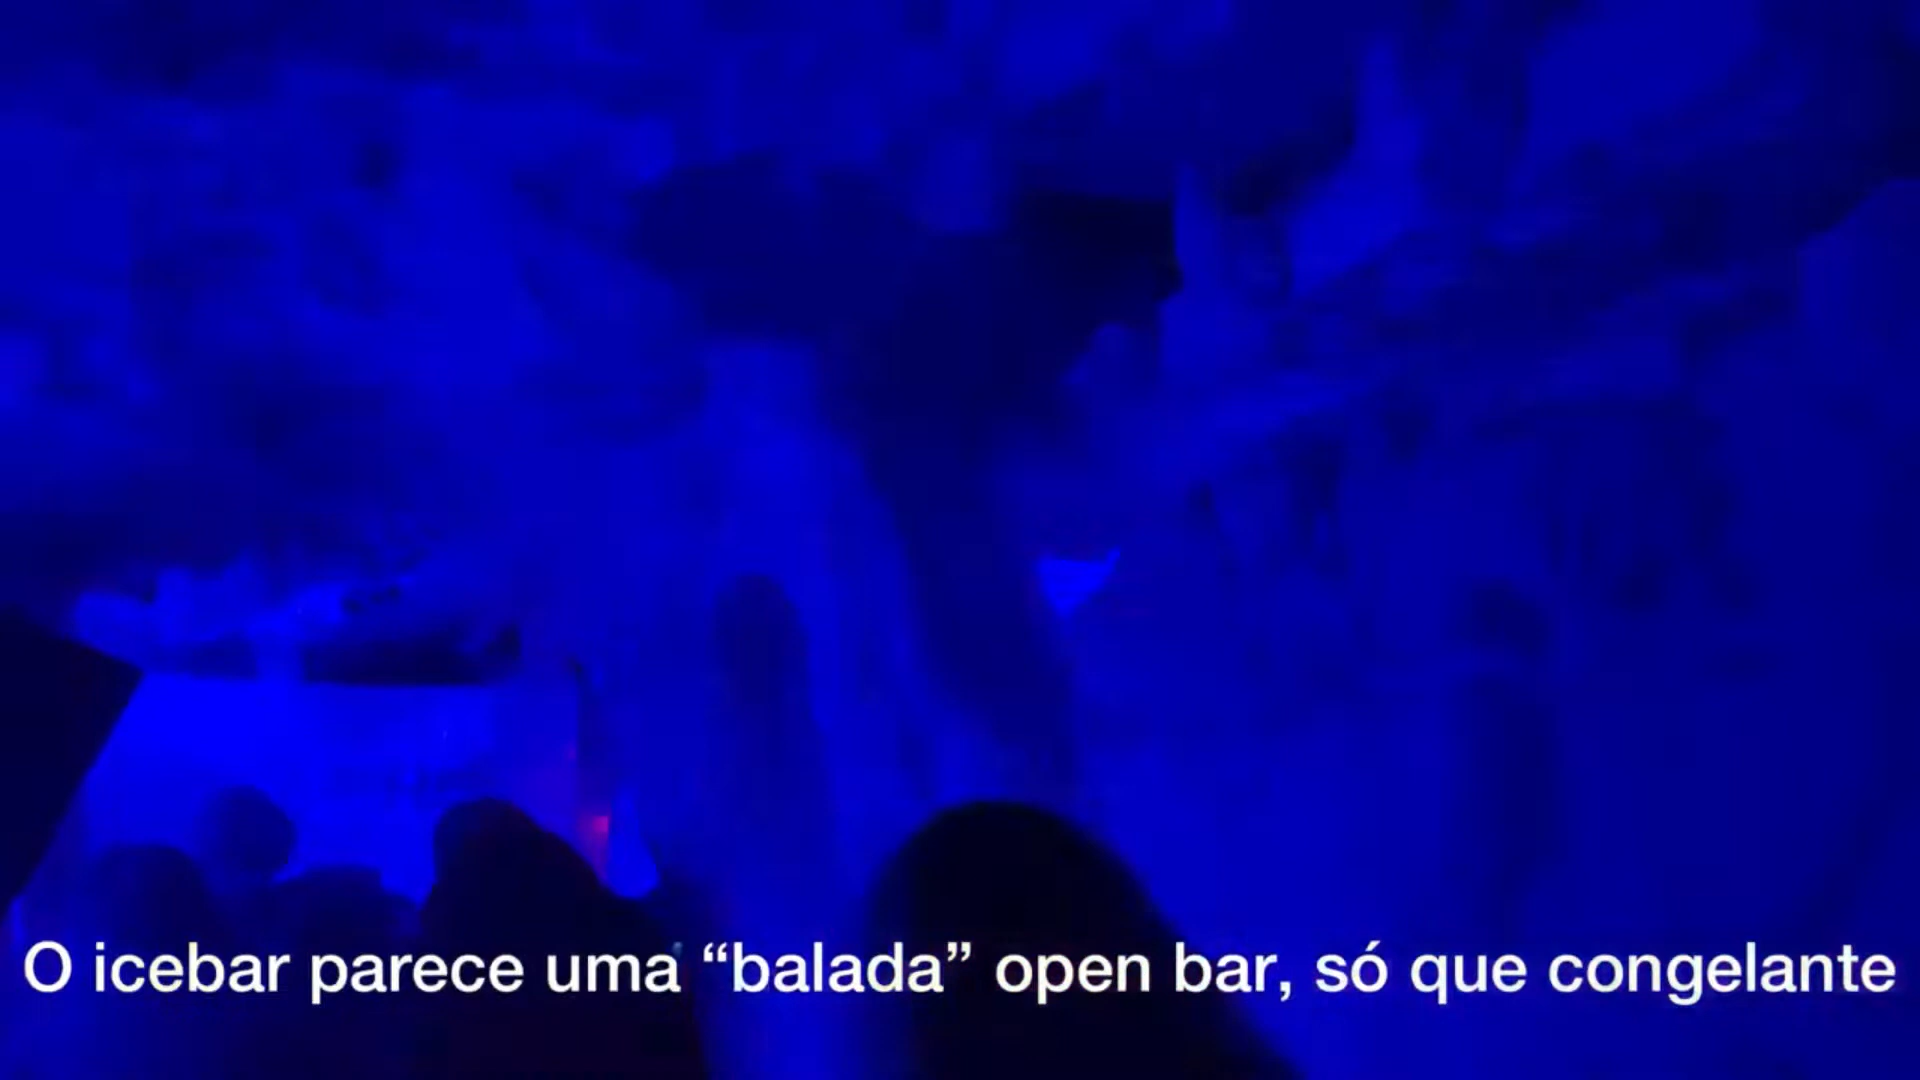 O icebar parece uma “balada” open bar, só que congelante